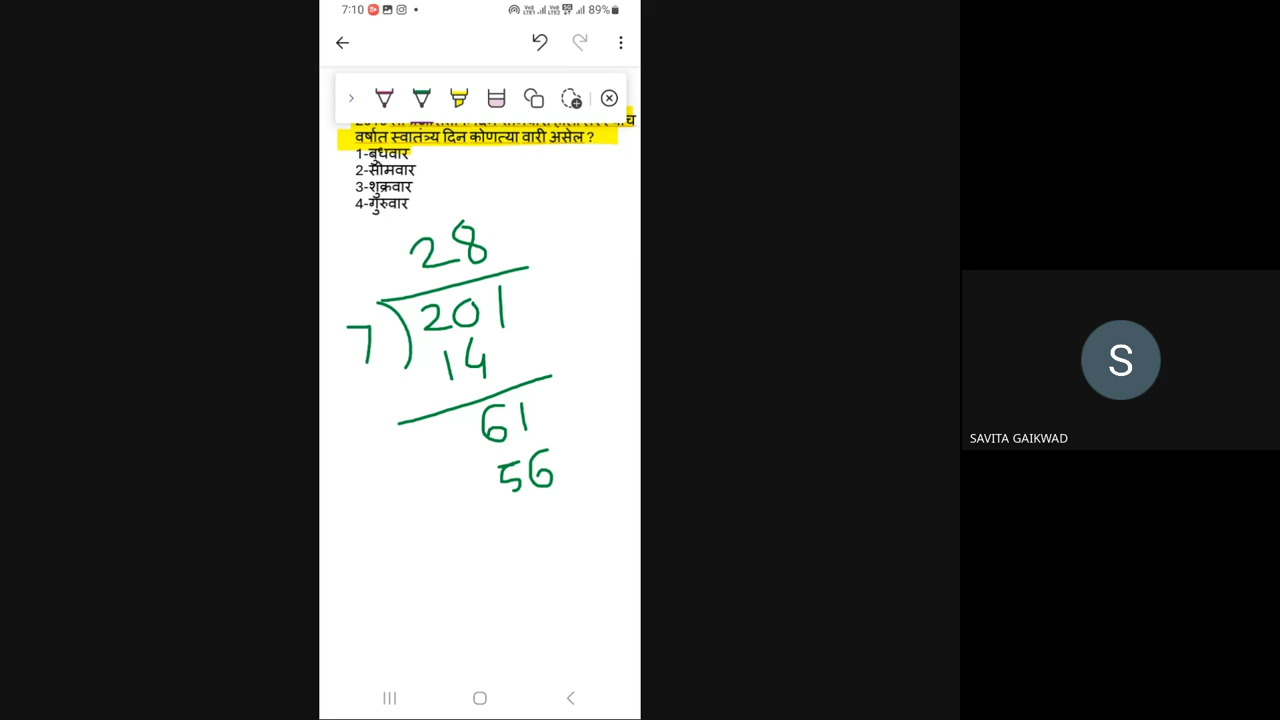 7:10 89%
वर्षात स्वातंत्र्य दिन कोणत्या वारी असेल ?
1-बुधवार
2-सोमवार
3-शुक्रवार
4-गुरुवार
28
7) 201
14
61
56
S
SAVITA GAIKWAD